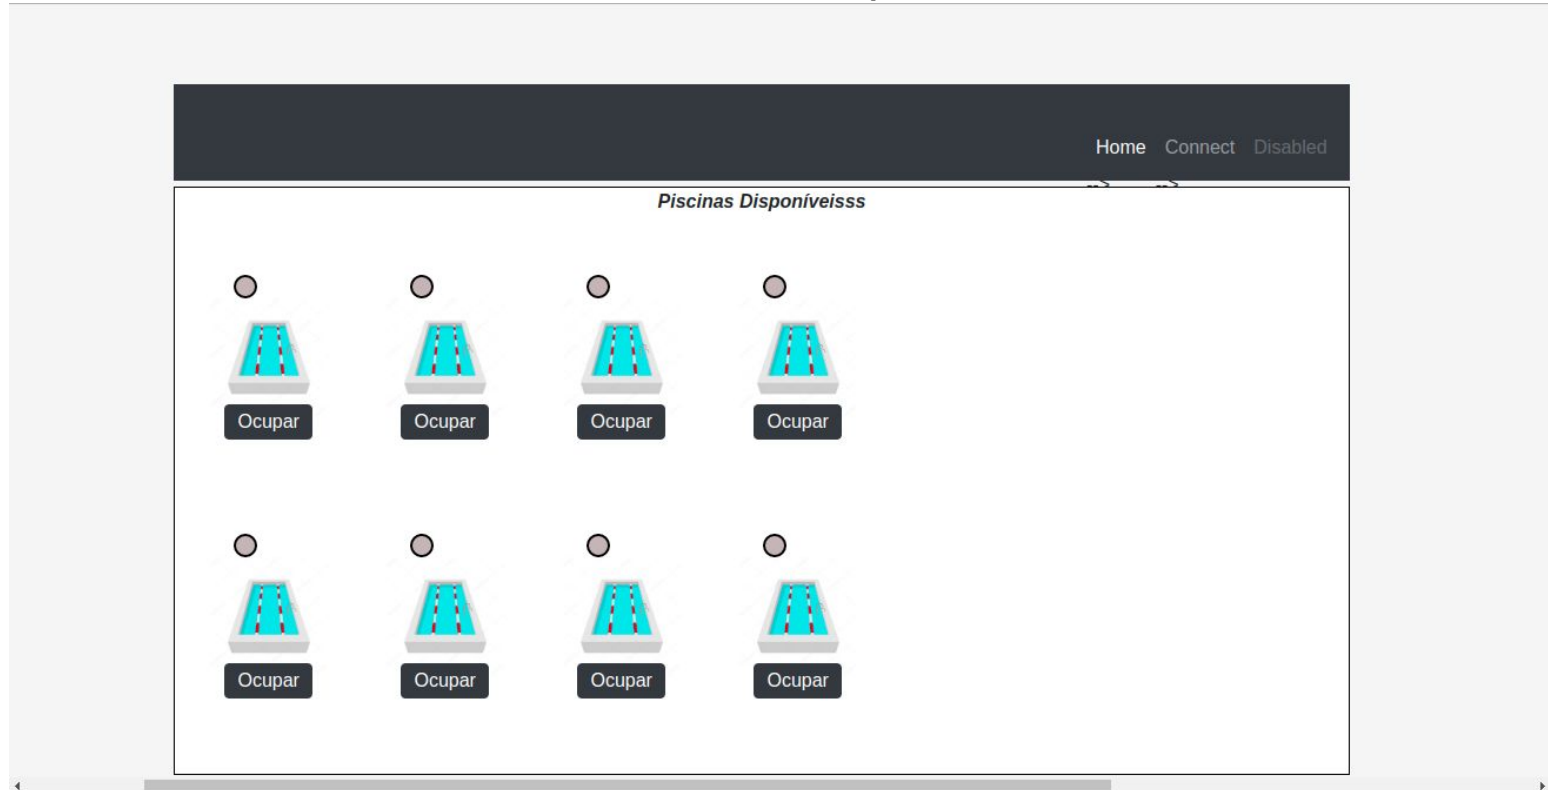 Home Connect Disabled
--> -->
Piscinas Disponíveisss
Ocupar Ocupar Ocupar Ocupar
Ocupar Ocupar Ocupar Ocupar